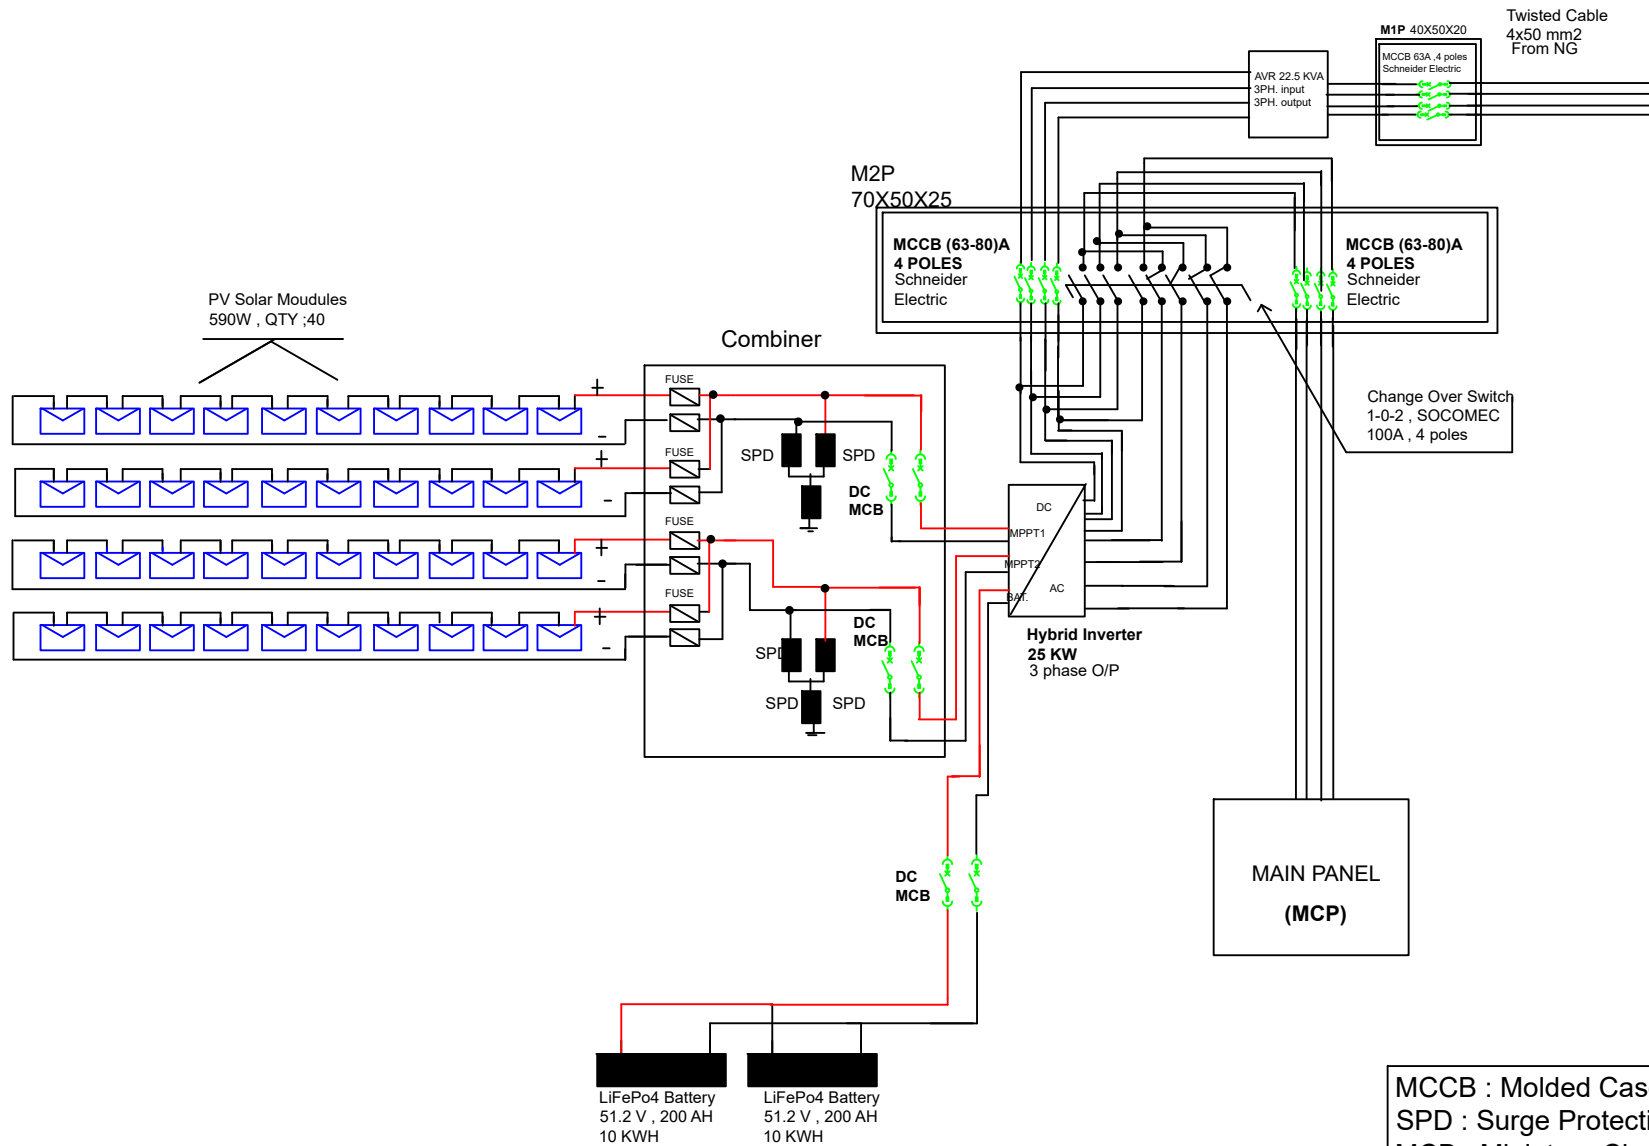 Twisted Cable
4x50 mm2
From NG
M1P 40X50X20
MCCB 63A ,4 poles
Schneider Electric
AVR 22.5 KVA
3PH. input
3PH. output
M2P
70X50X25
MCCB (63-80)A
4 POLES
Schneider
Electric
MCCB (63-80)A
4 POLES
Schneider
Electric
PV Solar Moudules
590W , QTY ;40
Combiner
Change Over Switch
1-0-2 , SOCOMEC
100A , 4 poles
+
-
+
-
+
-
+
-
FUSE
FUSE
FUSE
FUSE
SPD
SPD
DC
MCB
SPD
SPD
SPD
DC
MCB
DC
MPPT1
MPPT2
AC
BAT.
Hybrid Inverter
25 KW
3 phase O/P
DC
MCB
MAIN PANEL
(MCP)
LiFePo4 Battery
51.2 V , 200 AH
10 KWH
LiFePo4 Battery
51.2 V , 200 AH
10 KWH
MCCB : Molded Cas
SPD : Surge Protecti